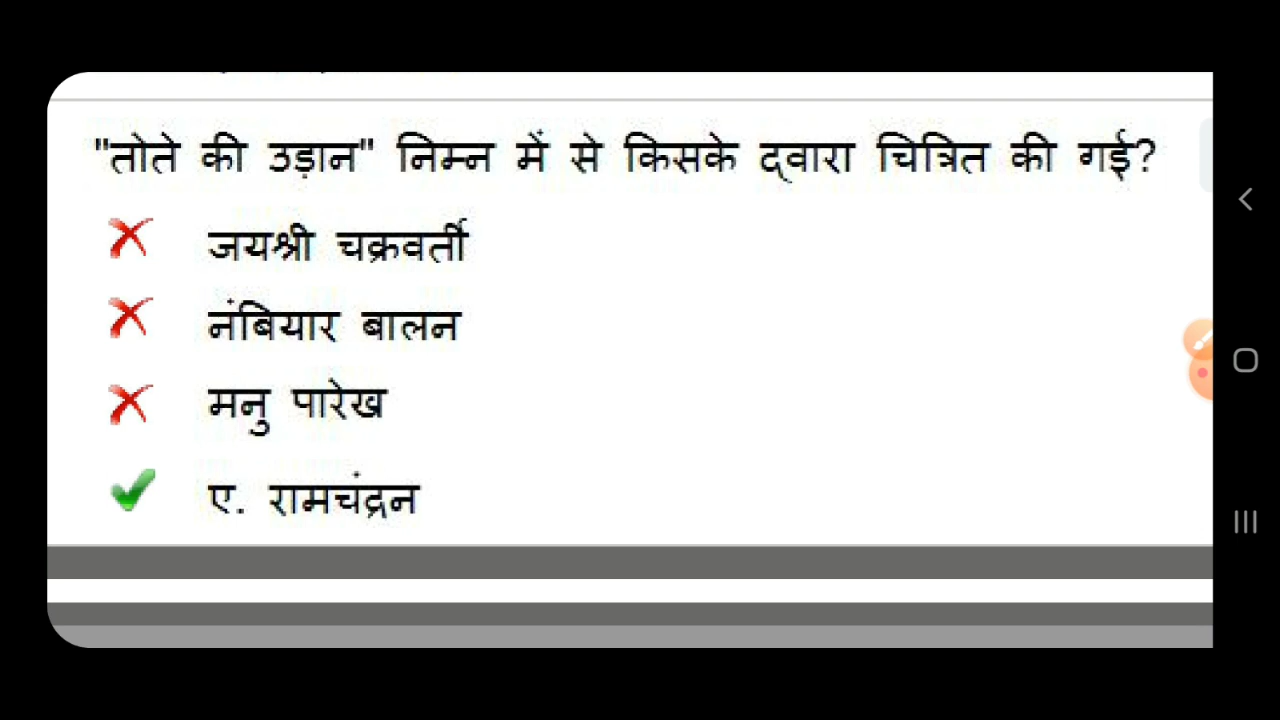 "तोते की उड़ान" निम्न में से किसके द्वारा चित्रित की गई?
जयश्री चक्रवर्ती
नंबियार बालन
मनु पारेख
ए. रामचंद्रन